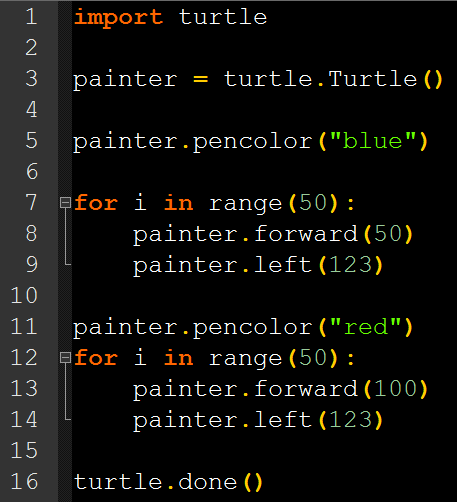 1 import turtle
2
3 painter = turtle.Turtle()
4
5 painter.pencolor("blue")
6
7 for i in range(50):
8     painter.forward(50)
9     painter.left(123)
10
11 painter.pencolor("red")
12 for i in range(50):
13     painter.forward(100)
14     painter.left(123)
15
16 turtle.done()